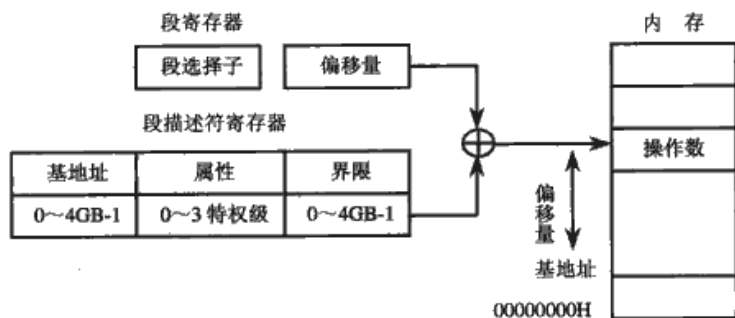 段寄存器
内 存
段选择子
偏移量
段描述符寄存器
操作数
基地址 属性 界限
0～4GB-1 0～3 特权级 0～4GB-1
偏移量
基地址
00000000H